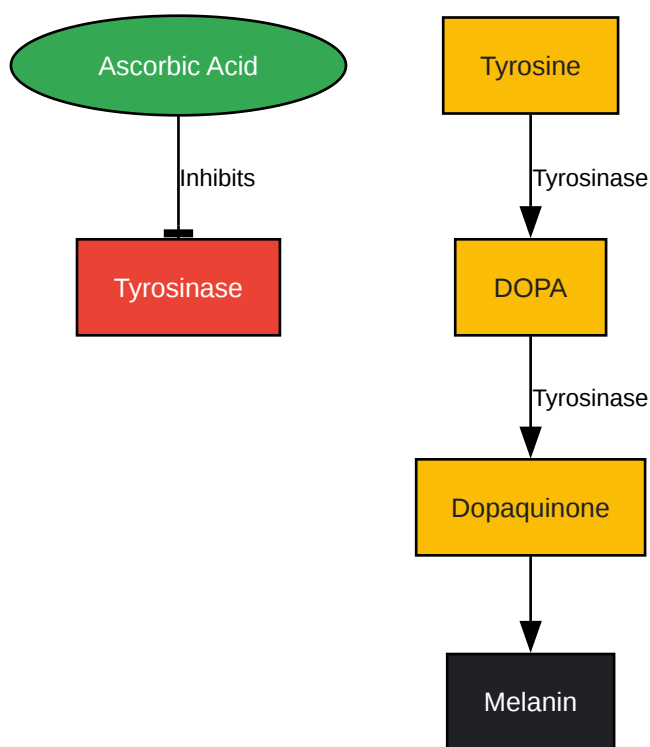 Ascorbic Acid
Inhibits
Tyrosinase
Tyrosine
Tyrosinase
DOPA
Tyrosinase
Dopaquinone
Melanin